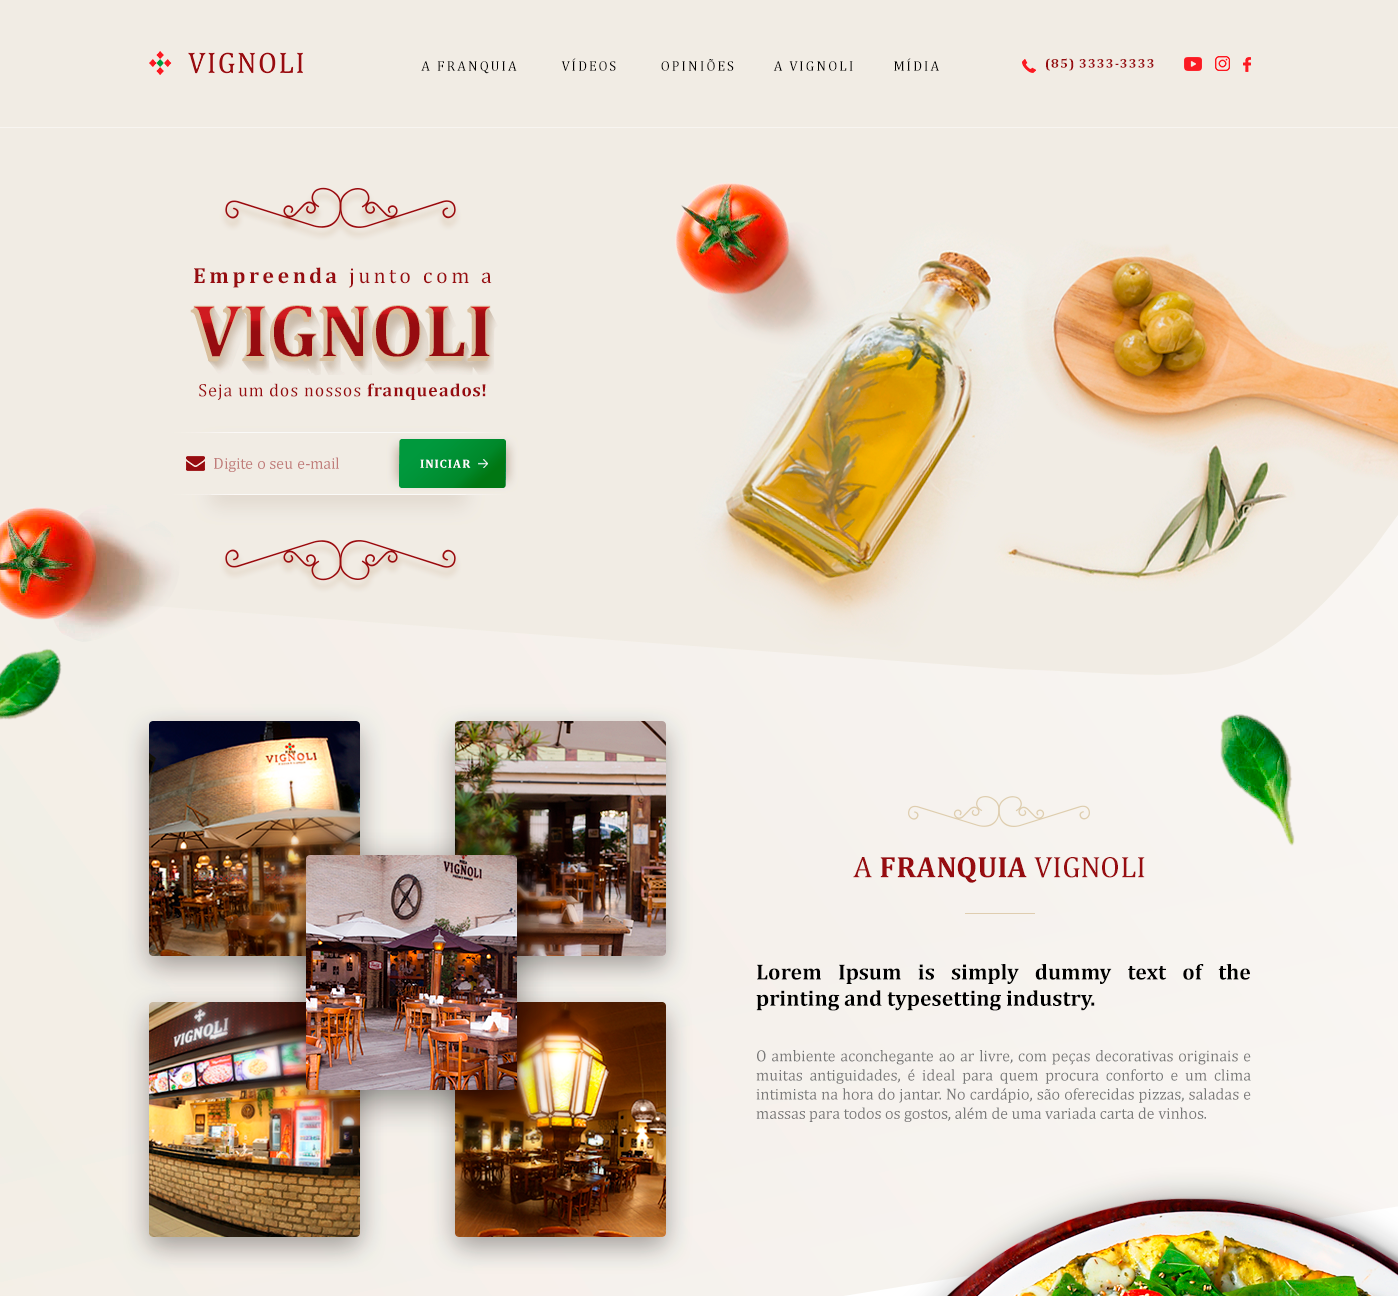 VIGNOLI
A FRANQUIA
VÍDEOS
OPINIÕES
A VIGNOLI
MÍDIA
(85) 3333-3333
Empreenda junto com a
VIGNOLI
Seja um dos nossos franqueados!
Digite o seu e-mail
INICIAR
VIGNOLI
VIGNOLI
VIGNOLI
A FRANQUIA VIGNOLI
Lorem Ipsum is simply dummy text of the
printing and typesetting industry.
O ambiente aconchegante ao ar livre, com peças decorativas originais e
muitas antiguidades, é ideal para quem procura conforto e um clima
intimista na hora do jantar. No cardápio, são oferecidas pizzas, saladas e
massas para todos os gostos, além de uma variada carta de vinhos.